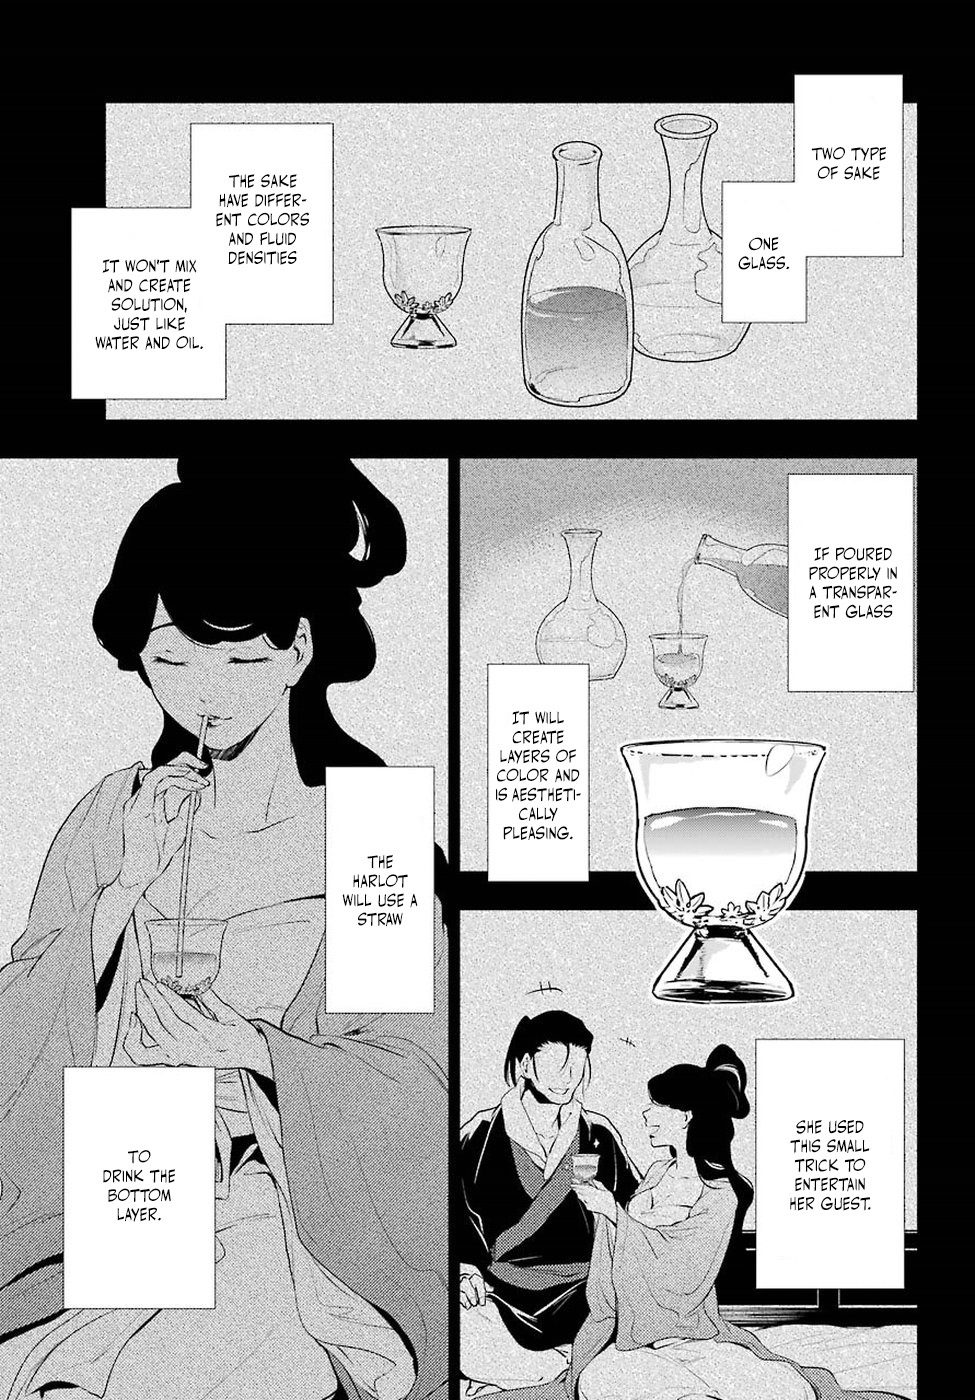 TWO TYPE
OF SAKE
ONE
GLASS.
THE SAKE
HAVE DIFFER-
ENT COLORS
AND FLUID
DENSITIES
IT WON'T MIX
AND CREATE
SOLUTION,
JUST LIKE
WATER AND OIL.
IF POURED
PROPERLY IN
A TRANSPAR-
ENT GLASS
IT WILL
CREATE
LAYERS OF
COLOR AND
IS AESTHETI-
CALLY
PLEASING.
THE
HARLOT
WILL USE A
STRAW
TO
DRINK THE
BOTTOM
LAYER.
SHE USED
THIS SMALL
TRICK TO
ENTERTAIN
HER GUEST.